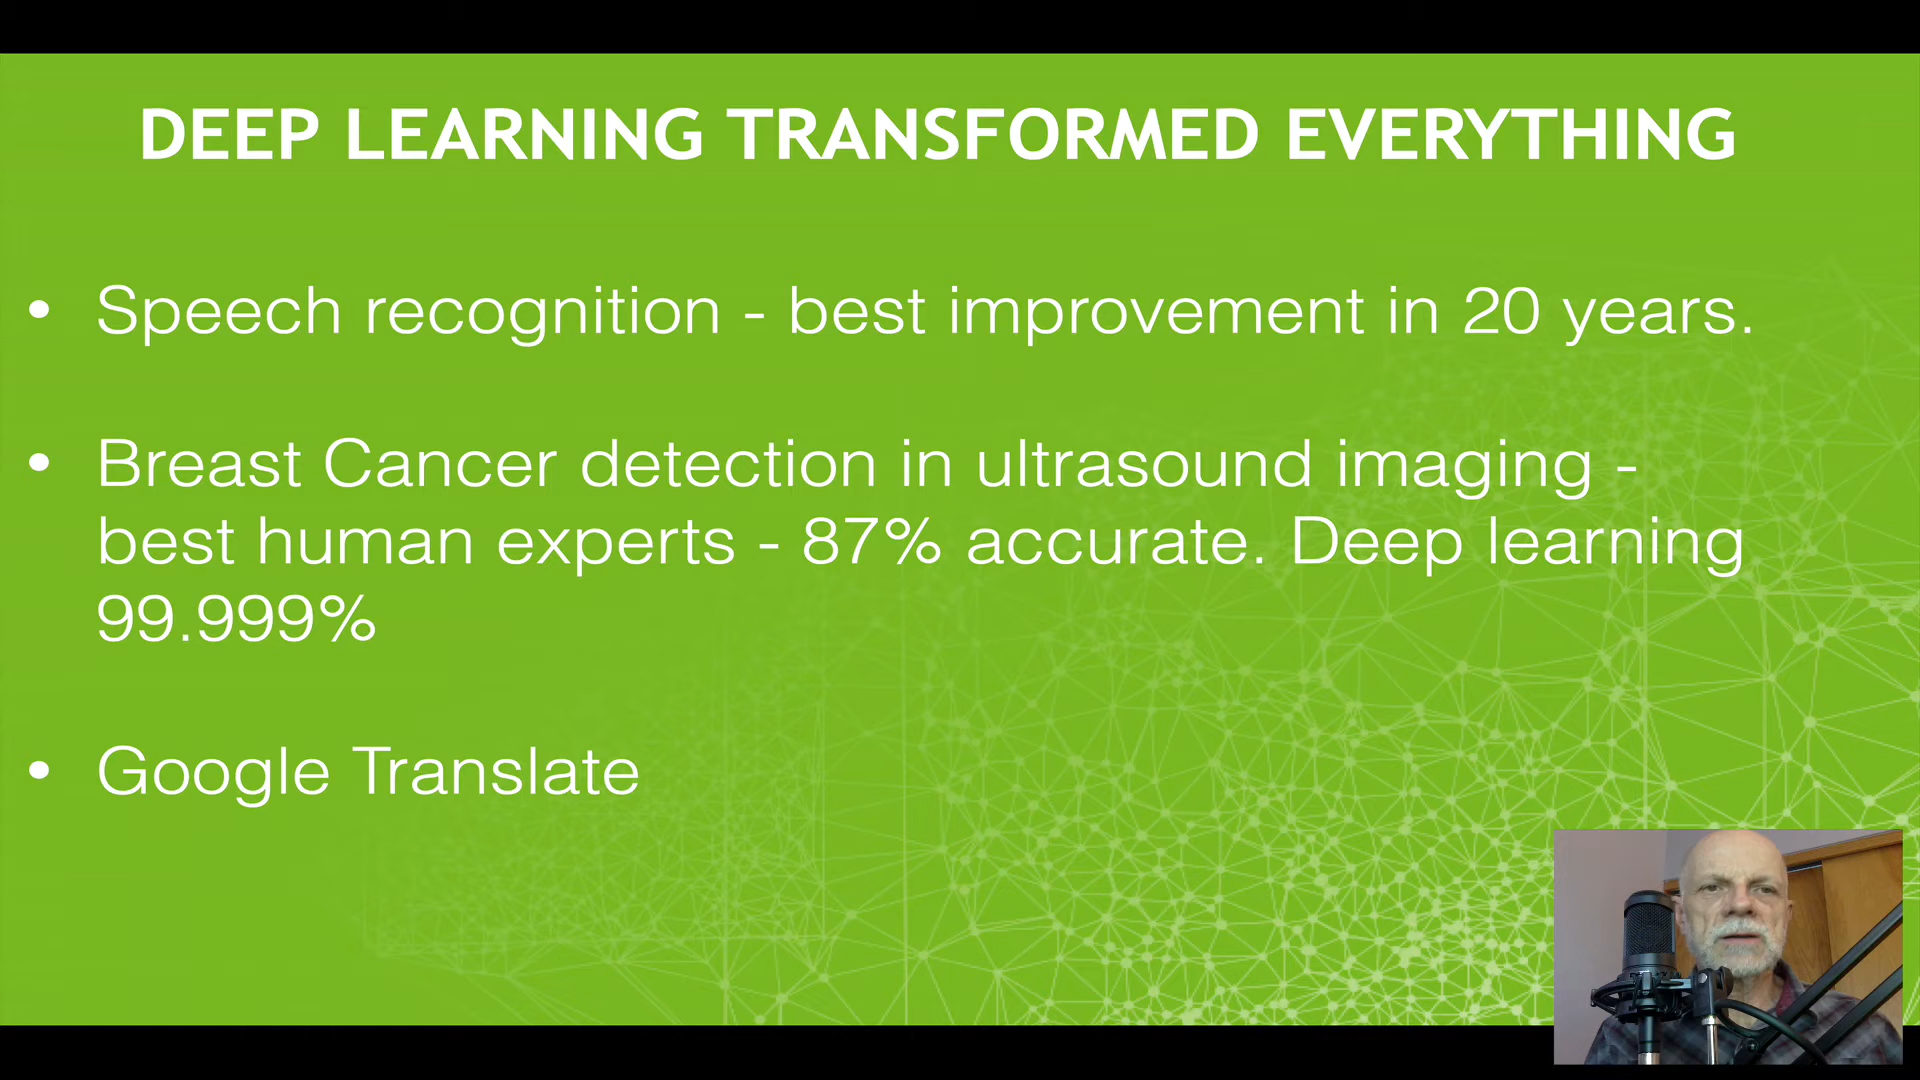 DEEP LEARNING TRANSFORMED EVERYTHING
• Speech recognition - best improvement in 20 years.
• Breast Cancer detection in ultrasound imaging -
best human experts - 87% accurate. Deep learning
99.999%
• Google Translate